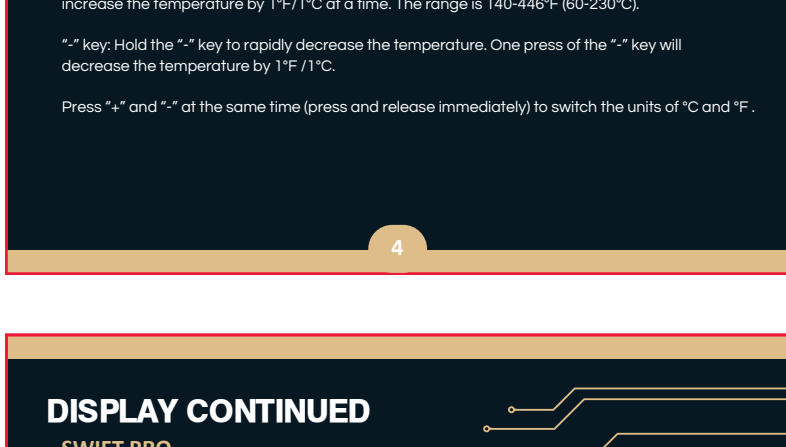 increase the temperature by 1°F/1°C at a time. The range is 140-446°F (60-230°C).
“-” key: Hold the “-” key to rapidly decrease the temperature. One press of the “-” key will
decrease the temperature by 1°F /1°C.
Press “+” and “-” at the same time (press and release immediately) to switch the units of °C and °F .
4
DISPLAY CONTINUED
SWIFT PRO